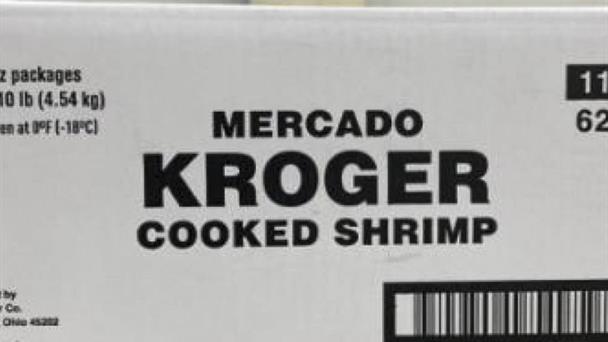 z packages
10 lb (4.54 kg)
en at 0°F (-18°C)
MERCADO
KROGER
COOKED SHRIMP
11
62
by
Co.
Ohio 45202